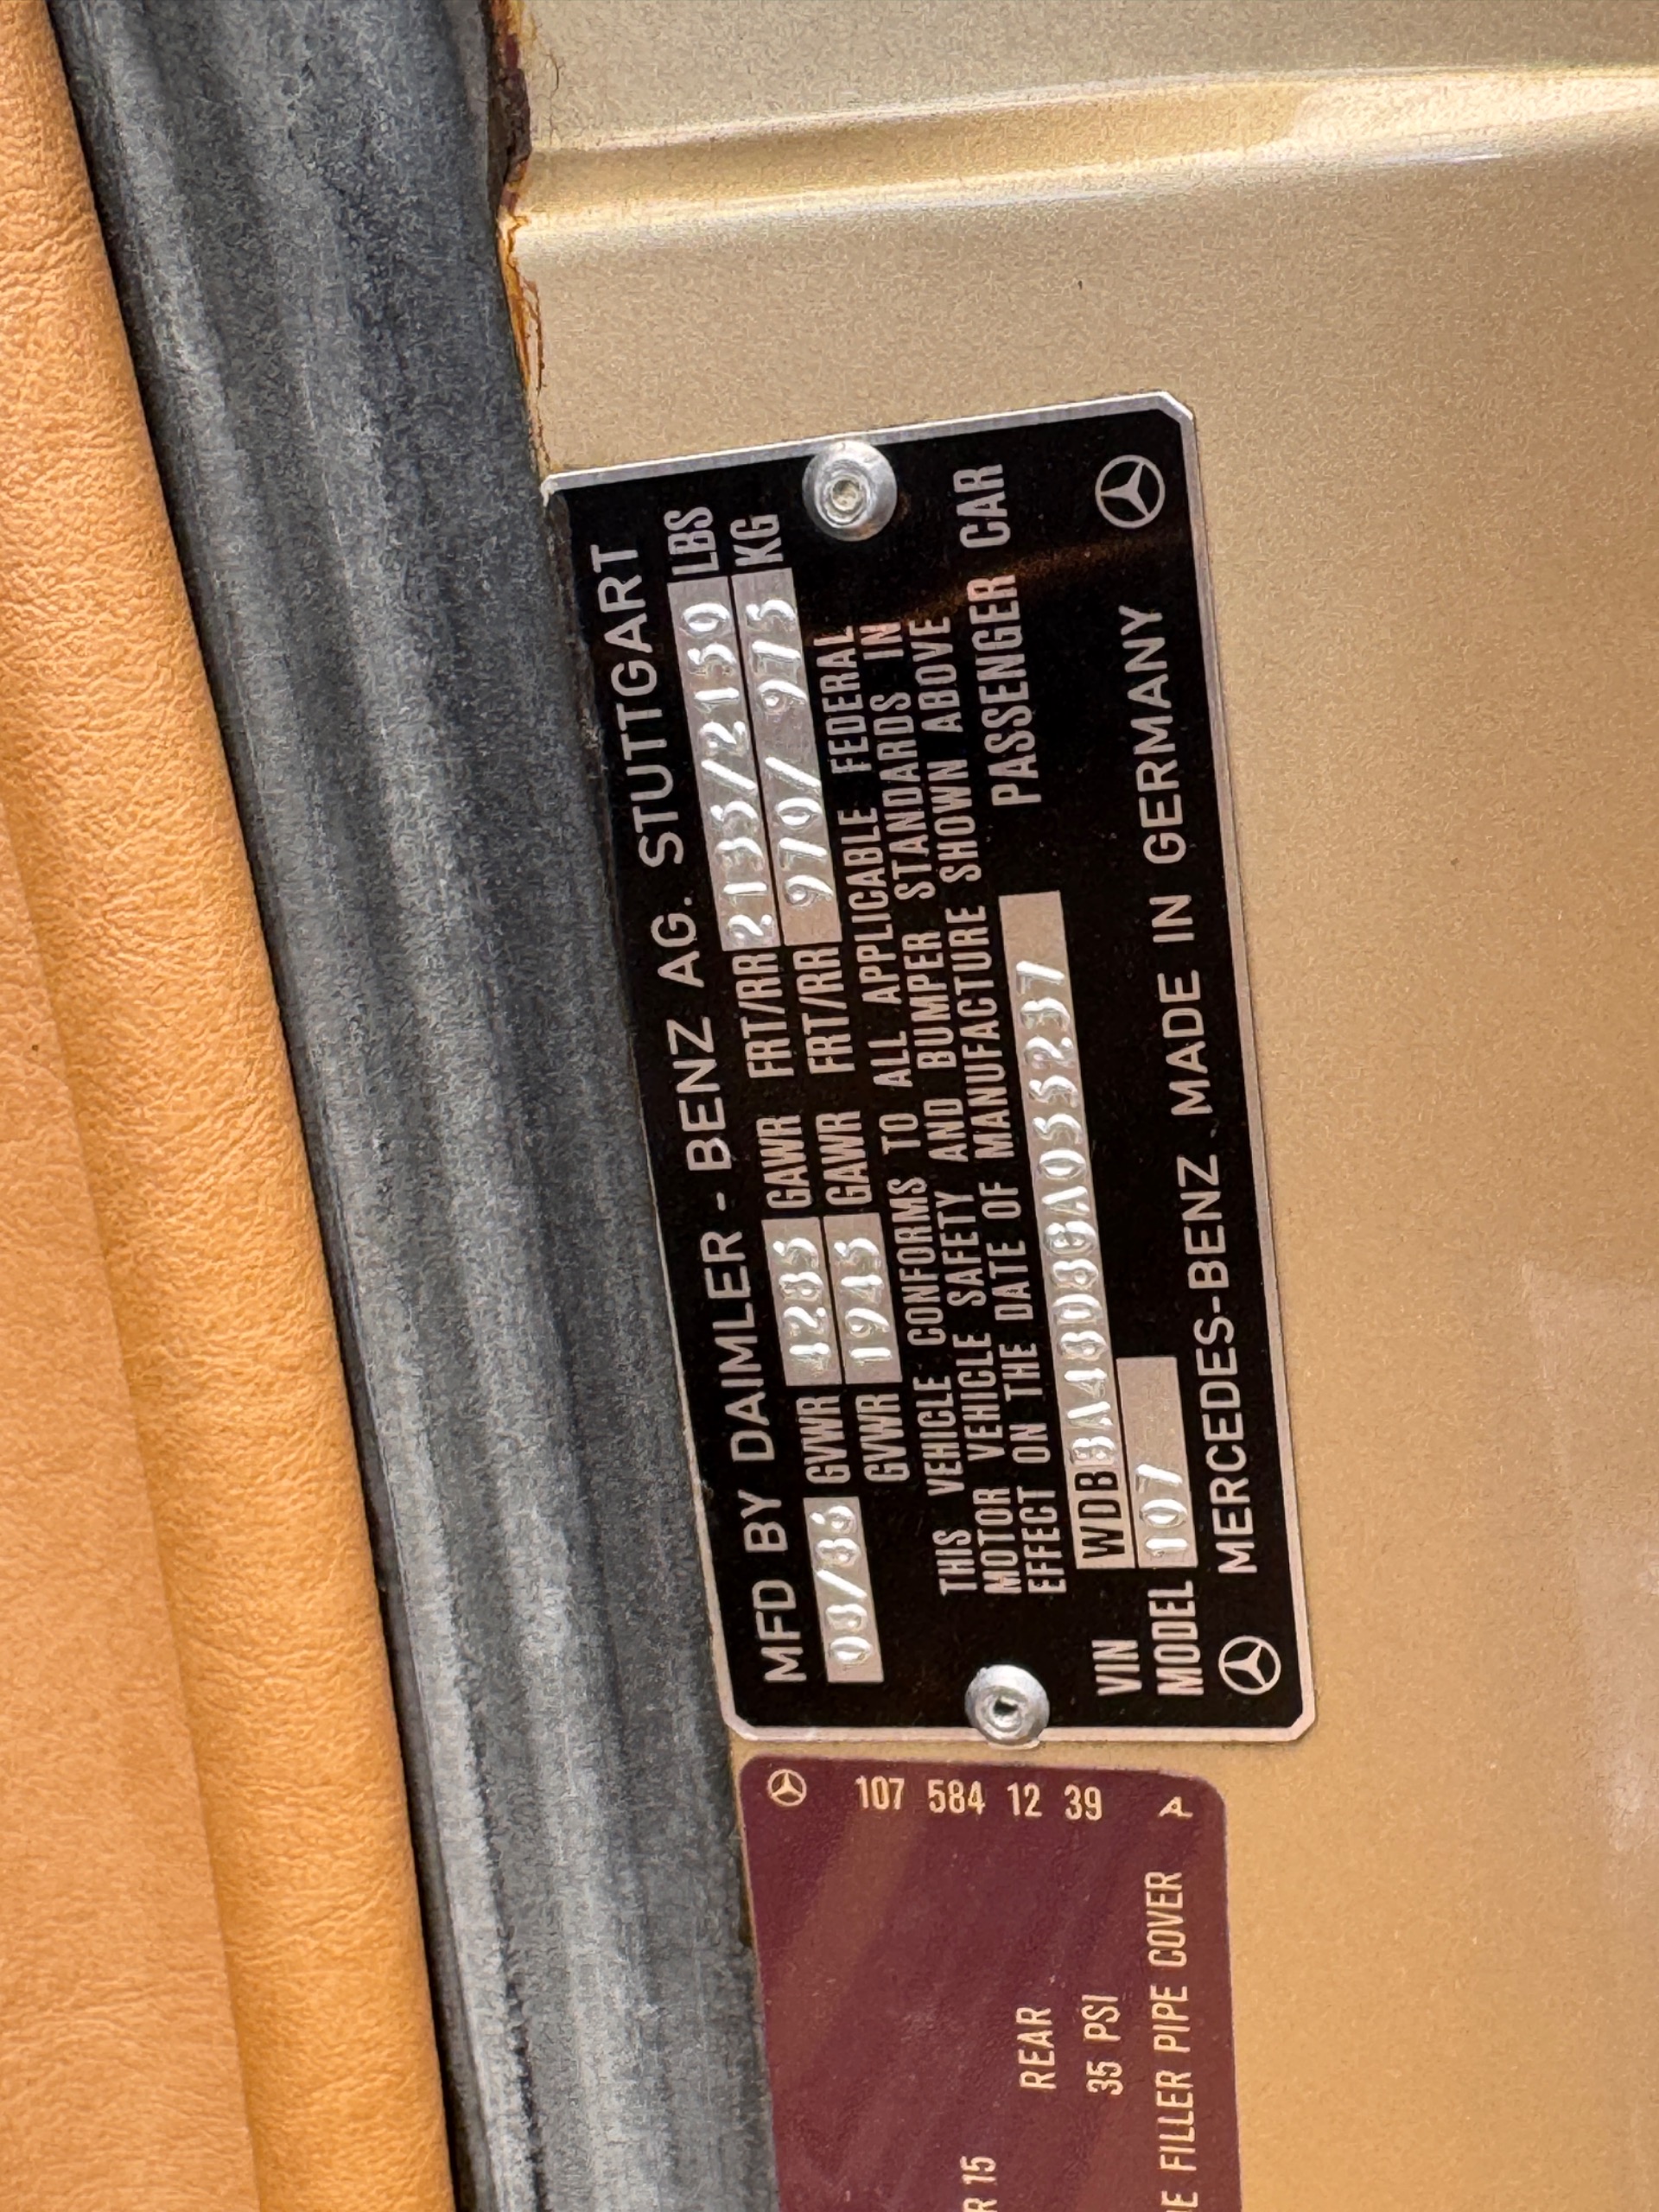 MFD BY DAIMLER - BENZ AG. STUTTGART
GVWR 4285 GAWR FRT/RR 2135/2150 LBS
GVWR 1945 GAWR FRT/RR 970/ 975 KG
THIS VEHICLE CONFORMS TO ALL APPLICABLE FEDERAL
MOTOR VEHICLE SAFETY AND BUMPER STANDARDS IN
EFFECT ON THE DATE OF MANUFACTURE SHOWN ABOVE
VIN WDBBA48D8GA055237 PASSENGER CAR
MODEL 107
MERCEDES-BENZ MADE IN GERMANY
107 584 12 39 A
R 15
REAR
35 PSI
FILLER PIPE COVER